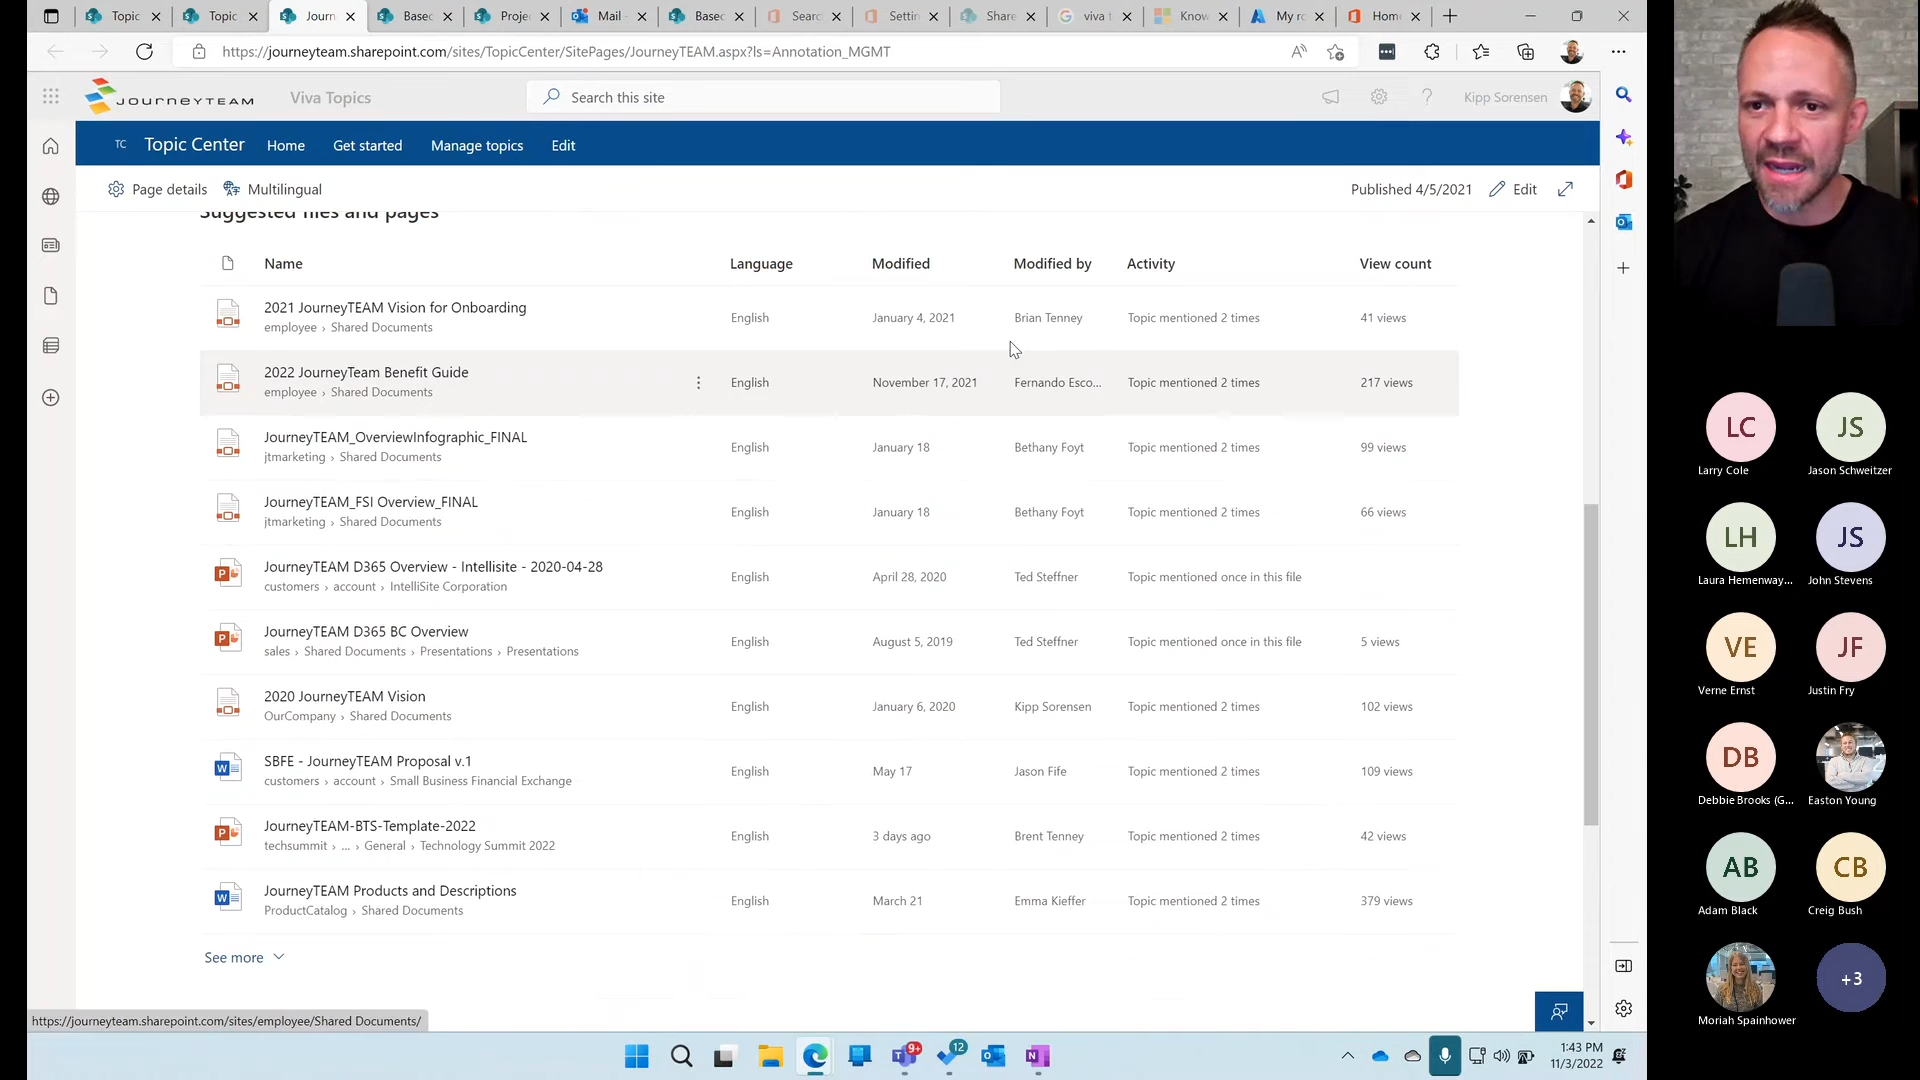 Topic
Topic
Journ
Basec
Projec
Mail -
Basec
Searc
Settin
Share
viva t
Know
My ro
Home
https://journeyteam.sharepoint.com/sites/TopicCenter/SitePages/JourneyTEAM.aspx?ls=Annotation_MGMT
JOURNEYTEAM
Viva Topics
Search this site
Kipp Sorensen
TC
Topic Center
Home
Get started
Manage topics
Edit
Page details
Multilingual
Published 4/5/2021
Edit
Suggested files and pages
Name Language Modified Modified by Activity View count
2021 JourneyTEAM Vision for Onboarding
employee › Shared Documents
English January 4, 2021 Brian Tenney Topic mentioned 2 times 41 views
2022 JourneyTeam Benefit Guide
employee › Shared Documents
English November 17, 2021 Fernando Esco... Topic mentioned 2 times 217 views
JourneyTEAM_OverviewInfographic_FINAL
jtmarketing › Shared Documents
English January 18 Bethany Foyt Topic mentioned 2 times 99 views
JourneyTEAM_FSI Overview_FINAL
jtmarketing › Shared Documents
English January 18 Bethany Foyt Topic mentioned 2 times 66 views
JourneyTEAM D365 Overview - Intellisite - 2020-04-28
customers › account › IntelliSite Corporation
English April 28, 2020 Ted Steffner Topic mentioned once in this file
JourneyTEAM D365 BC Overview
sales › Shared Documents › Presentations › Presentations
English August 5, 2019 Ted Steffner Topic mentioned once in this file 5 views
2020 JourneyTEAM Vision
OurCompany › Shared Documents
English January 6, 2020 Kipp Sorensen Topic mentioned 2 times 102 views
SBFE - JourneyTEAM Proposal v.1
customers › account › Small Business Financial Exchange
English May 17 Jason Fife Topic mentioned 2 times 109 views
JourneyTEAM-BTS-Template-2022
techsummit › ... › General › Technology Summit 2022
English 3 days ago Brent Tenney Topic mentioned 2 times 42 views
JourneyTEAM Products and Descriptions
ProductCatalog › Shared Documents
English March 21 Emma Kieffer Topic mentioned 2 times 379 views
See more
https://journeyteam.sharepoint.com/sites/employee/Shared Documents/
9+
12
1:43 PM
11/3/2022
LC
Larry Cole
JS
Jason Schweitzer
LH
Laura Hemenway...
JS
John Stevens
VE
Verne Ernst
JF
Justin Fry
DB
Debbie Brooks (G...
Easton Young
AB
Adam Black
CB
Creig Bush
Moriah Spainhower
+3